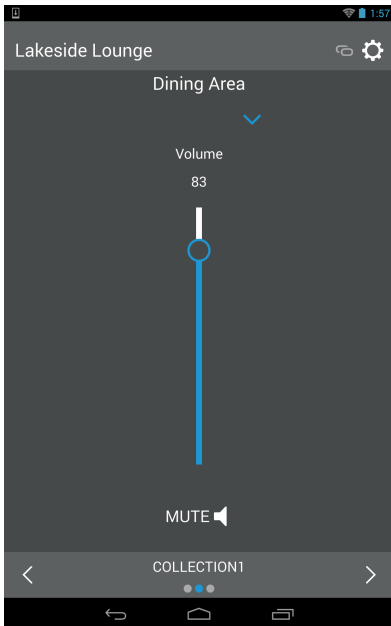 1:57
Lakeside Lounge
Dining Area
Volume
83
MUTE
COLLECTION1